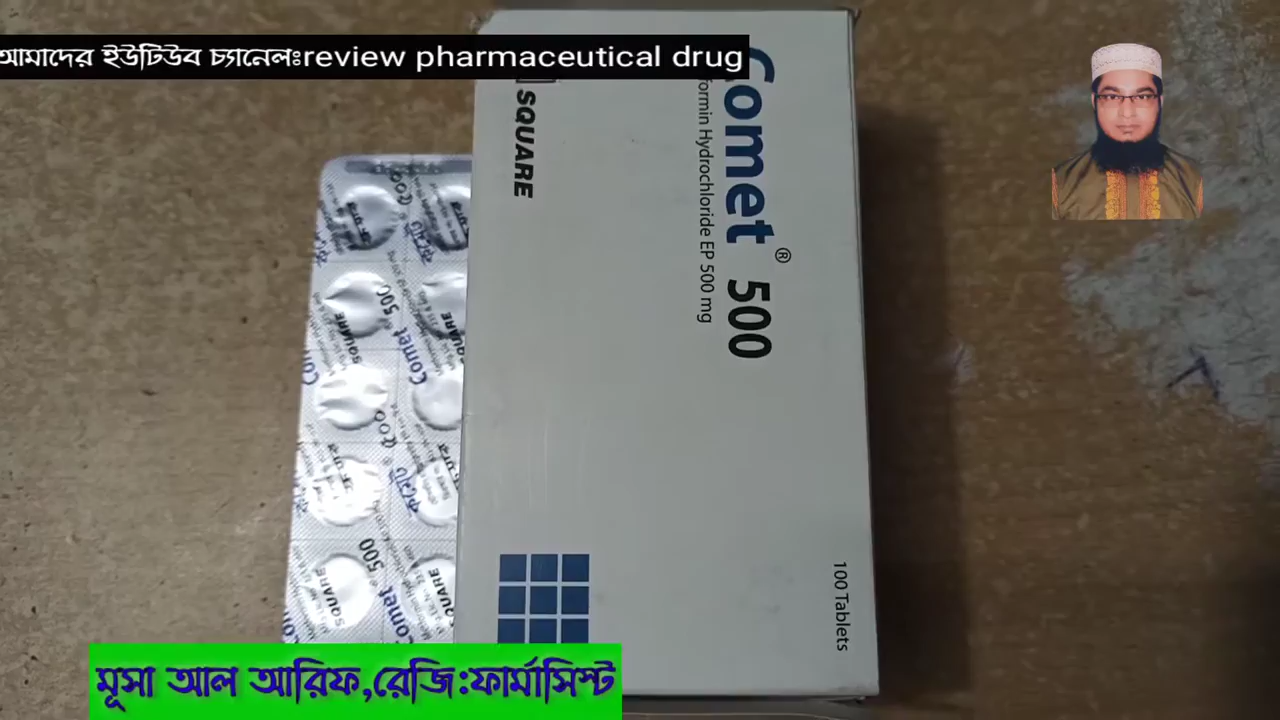 আমাদের ইউটিউব চ্যানেলঃreview pharmaceutical drug
SQUARE
Comet® 500
formin Hydrochloride EP 500 mg
100 Tablets
Comet 500
SQUARE
মূসা আল আরিফ,রেজি:ফার্মাসিস্ট